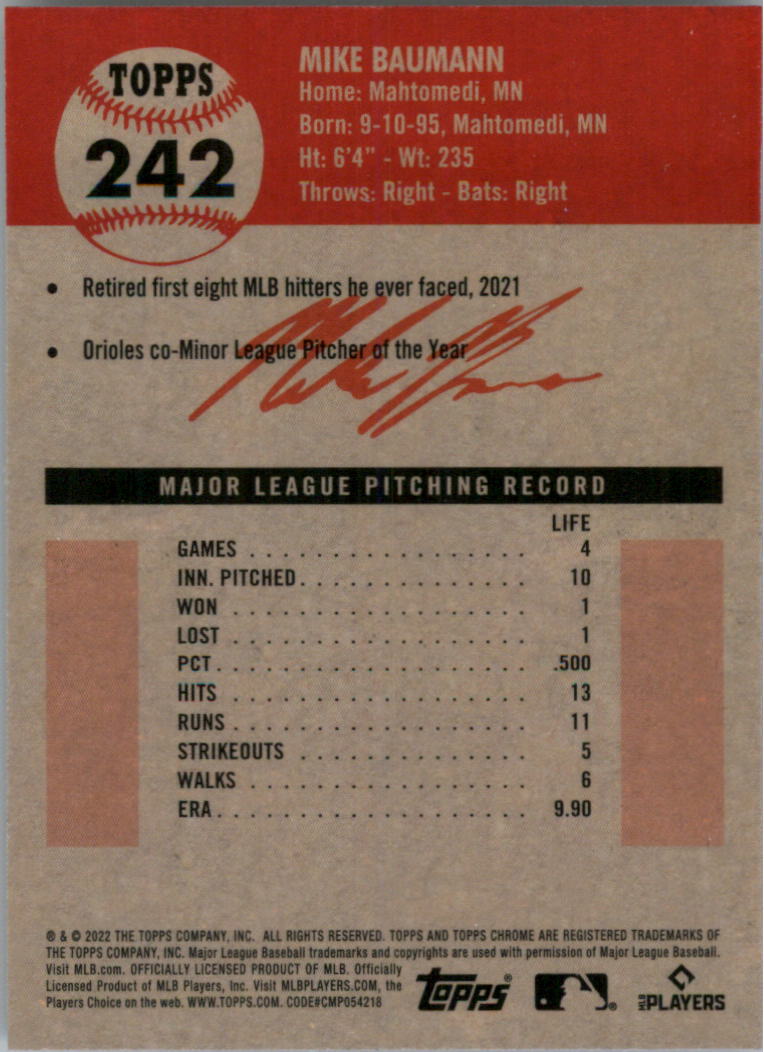 TOPPS
242
MIKE BAUMANN
Home: Mahtomedi, MN
Born: 9-10-95, Mahtomedi, MN
Ht: 6'4" - Wt: 235
Throws: Right - Bats: Right
• Retired first eight MLB hitters he ever faced, 2021
• Orioles co-Minor League Pitcher of the Year
Mike Baumann
MAJOR LEAGUE PITCHING RECORD
LIFE
GAMES . . . . . . . . . . . . . . . . . 4
INN. PITCHED. . . . . . . . . . . . . . 10
WON . . . . . . . . . . . . . . . . . . 1
LOST . . . . . . . . . . . . . . . . . . 1
PCT. . . . . . . . . . . . . . . . . . . .500
HITS . . . . . . . . . . . . . . . . . . 13
RUNS . . . . . . . . . . . . . . . . . . 11
STRIKEOUTS . . . . . . . . . . . . . . 5
WALKS . . . . . . . . . . . . . . . . . 6
ERA. . . . . . . . . . . . . . . . . . . 9.90
® & © 2022 THE TOPPS COMPANY, INC. ALL RIGHTS RESERVED. TOPPS AND TOPPS CHROME ARE REGISTERED TRADEMARKS OF
THE TOPPS COMPANY, INC. Major League Baseball trademarks and copyrights are used with permission of Major League Baseball.
Visit MLB.com. OFFICIALLY LICENSED PRODUCT OF MLB. Officially
Licensed Product of MLB Players, Inc. Visit MLBPLAYERS.COM, the
Players Choice on the web. WWW.TOPPS.COM. CODE#CMP054218
Topps®
®
MLB PLAYERS